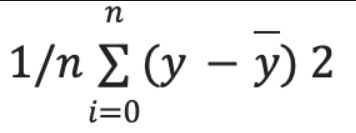 1/n n∑i=0 (y − ȳ) 2